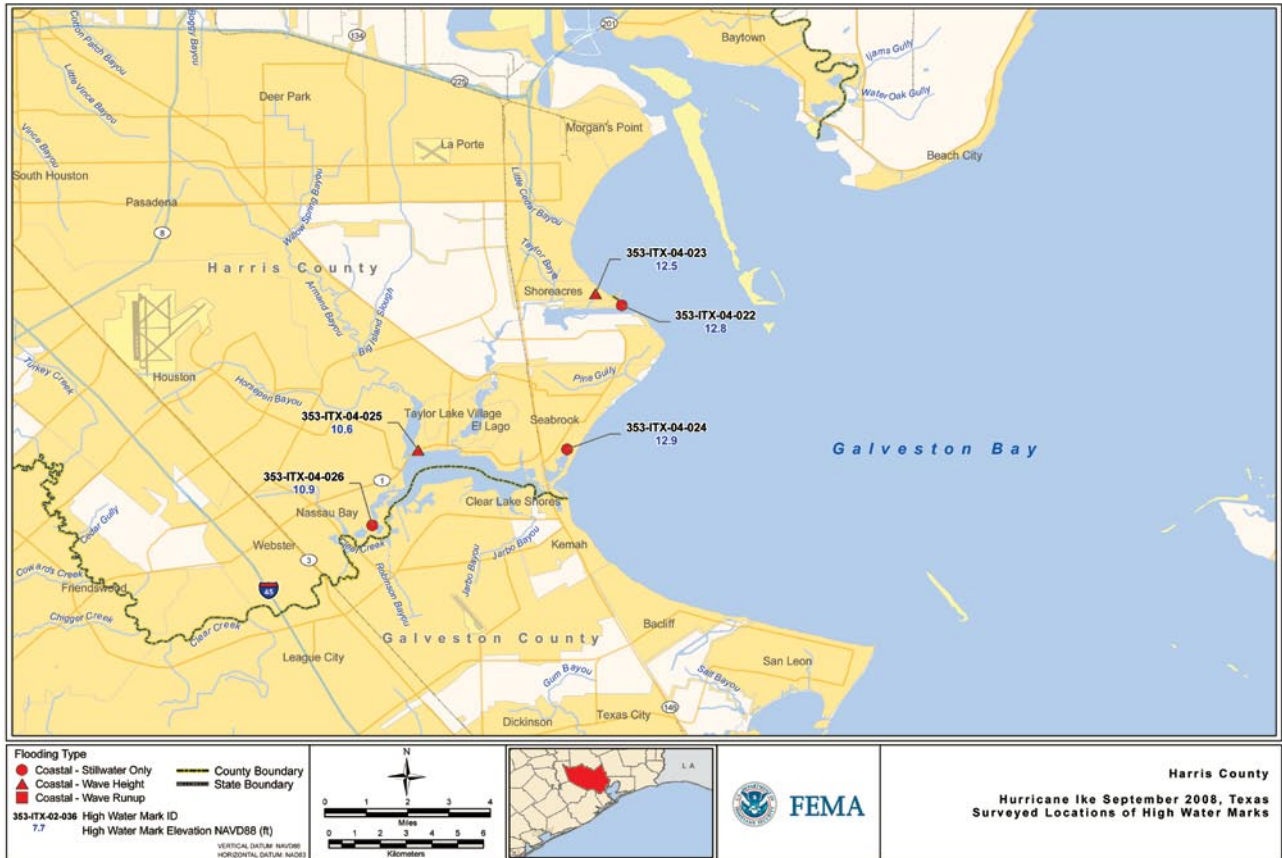 Cotton Patch Bayou
Boggy Bayou
134
201
Baytown
Ijams Gully
225
Little Vince Bayou
Deer Park
Water Oak Gully
Morgan's Point
Vince Bayou
La Porte
Beach City
South Houston
Willow Spring Bayou
Little Cedar Bayou
Pasadena
8
Taylor Baye
353-ITX-04-023
12.5
Harris County
Shoreacres
Armand Bayou
Big Island Slough
353-ITX-04-022
12.8
Turkey Creek
Houston
Pine Gully
Horsepen Bayou
353-ITX-04-025
10.6
Taylor Lake Village
El Lago
Seabrook
353-ITX-04-024
12.9
Galveston Bay
353-ITX-04-026
10.9
1
Clear Lake Shores
Nassau Bay
Cedar Gully
Webster
3
Creek
Jarbo Bayou
Kemah
Cowards Creek
Friendswood
45
Robinson Bayou
Jarbo Bayou
Chigger Creek
Clear Creek
Galveston County
Bacliff
League City
San Leon
Gum Bayou
Salt Bayou
146
Dickinson
Texas City
Flooding Type
Coastal - Stillwater Only
Coastal - Wave Height
Coastal - Wave Runup
County Boundary
State Boundary
353-ITX-02-036 High Water Mark ID
7.7 High Water Mark Elevation NAVD88 (ft)
VERTICAL DATUM: NAVD88
HORIZONTAL DATUM: NAD83
N
0 1 2 3 4
Miles
0 1 2 3 4 5 6
Kilometers
LA
FEMA
Harris County
Hurricane Ike September 2008, Texas
Surveyed Locations of High Water Marks